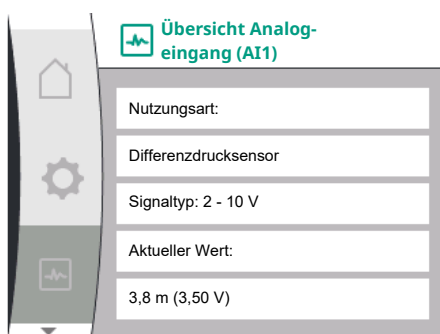 Übersicht Analog-
eingang (AI1)
Nutzungsart:
Differenzdrucksensor
Signaltyp: 2 - 10 V
Aktueller Wert:
3,8 m (3,50 V)